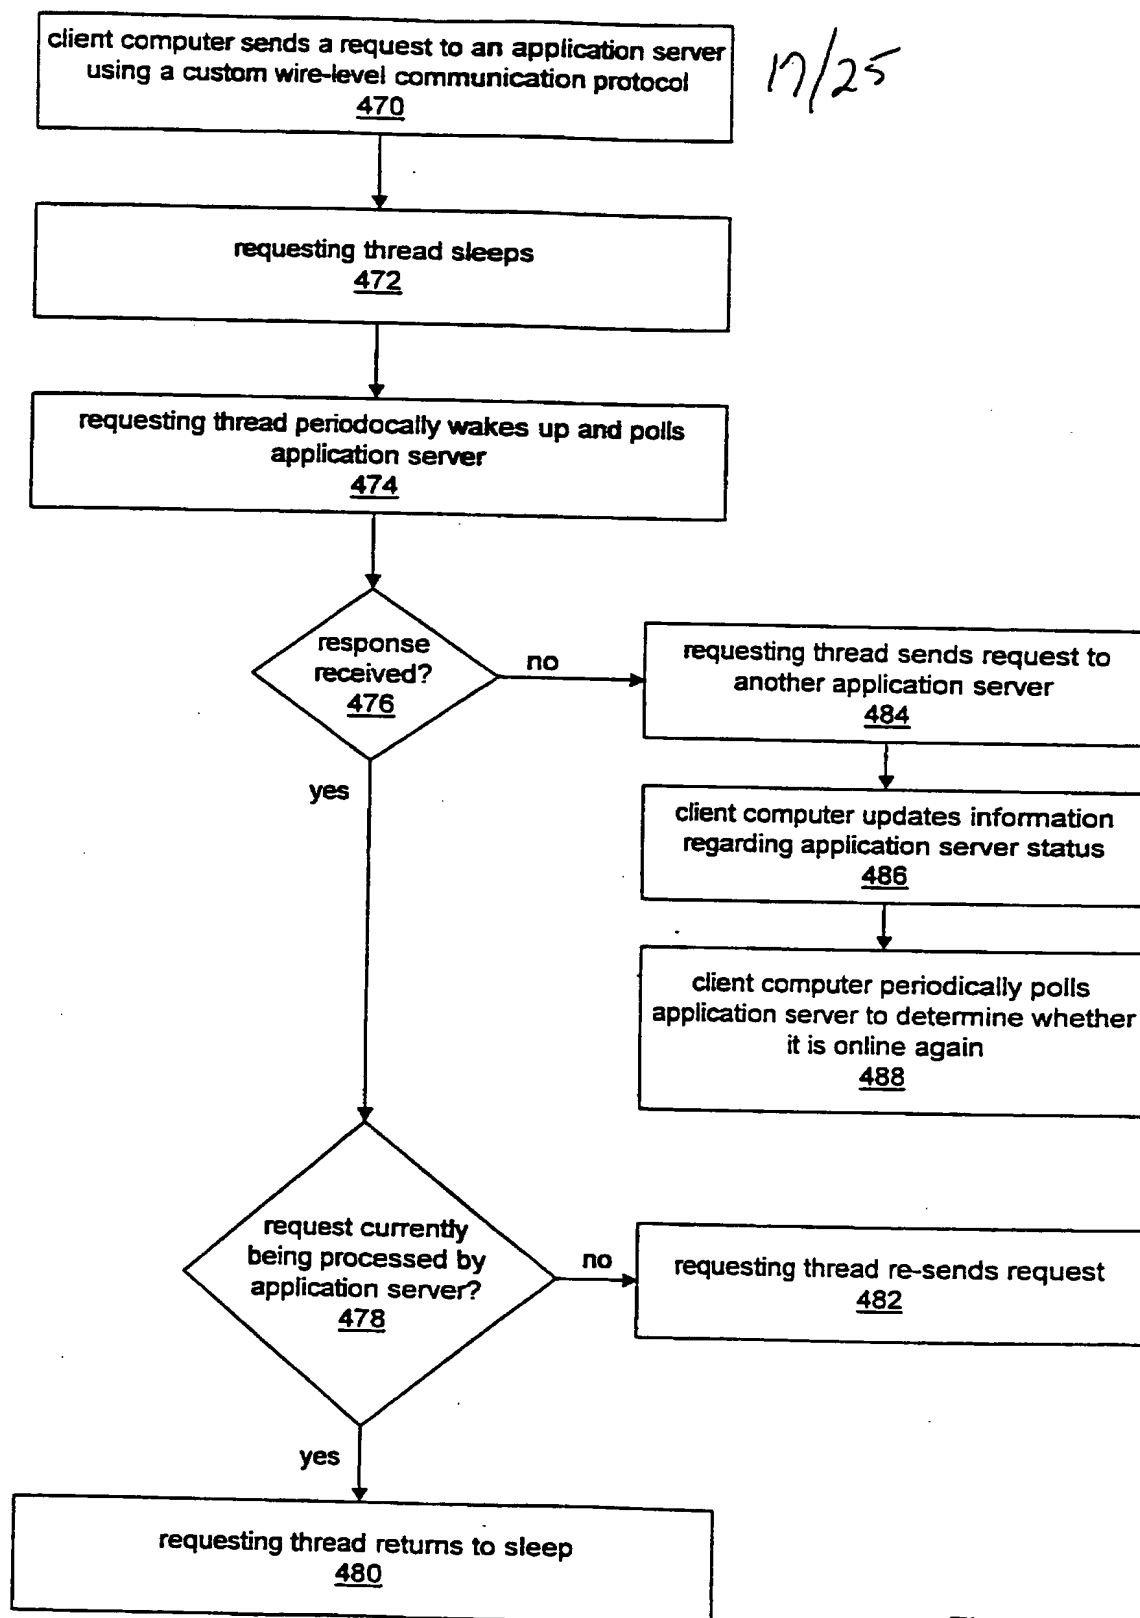 client computer sends a request to an application server
using a custom wire-level communication protocol
470
17/25
requesting thread sleeps
472
requesting thread periodocally wakes up and polls
application server
474
response
received?
476
no
requesting thread sends request to
another application server
484
yes
client computer updates information
regarding application server status
486
client computer periodically polls
application server to determine whether
it is online again
488
request currently
being processed by
application server?
478
no
requesting thread re-sends request
482
yes
requesting thread returns to sleep
480